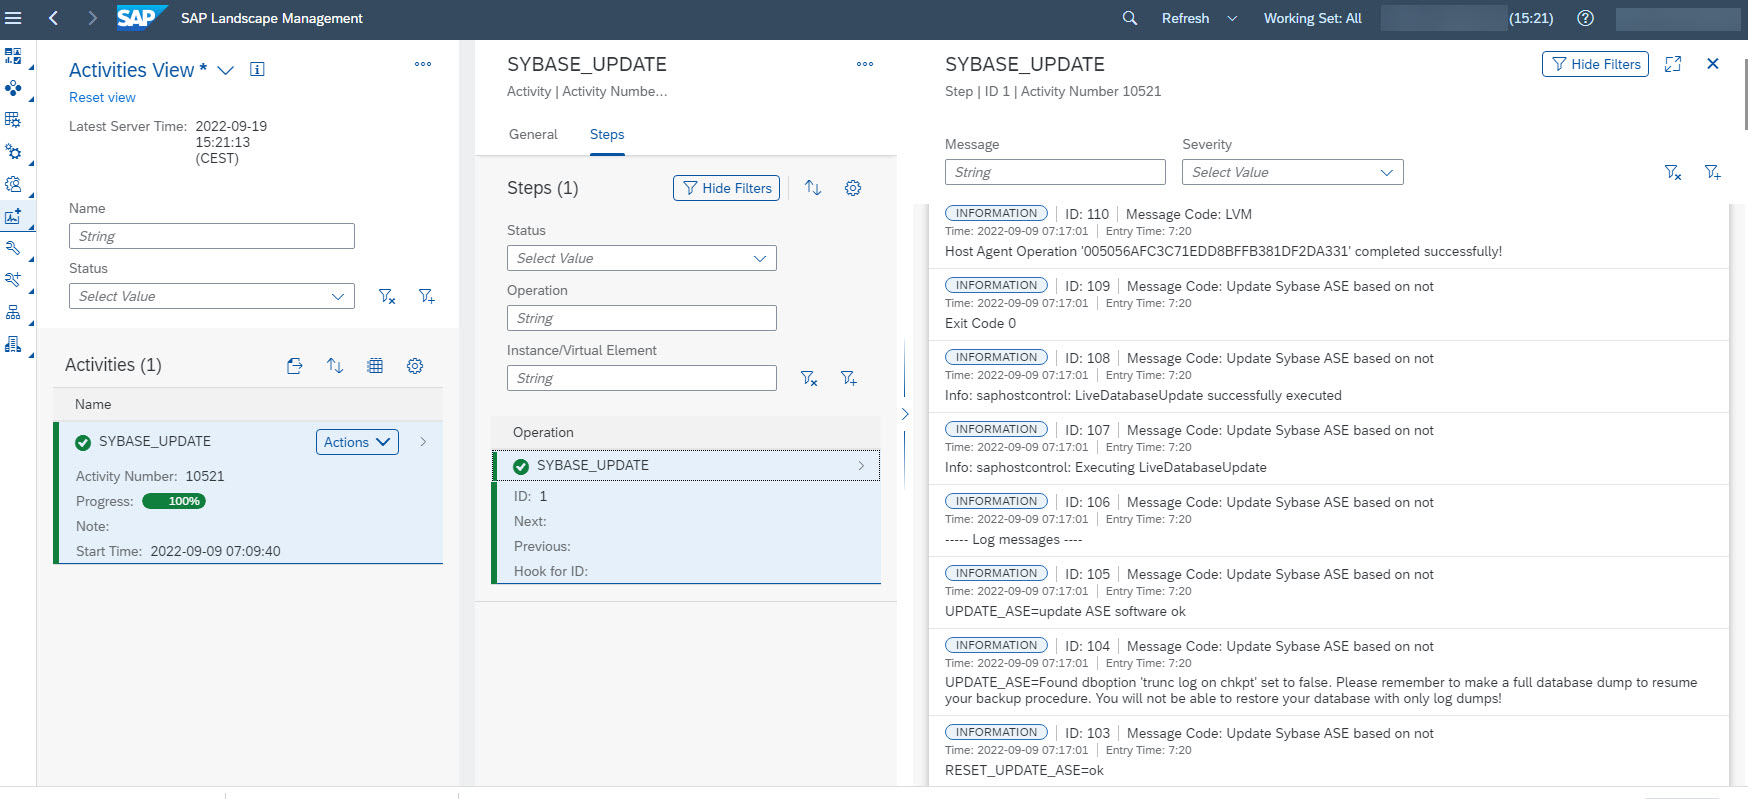 SAP SAP Landscape Management
Refresh
Working Set: All
(15:21)
Activities View *
Reset view
Latest Server Time: 2022-09-19
15:21:13
(CEST)
Name
String
Status
Select Value
Activities (1)
Name
SYBASE_UPDATE
Actions
Activity Number: 10521
Progress: 100%
Note:
Start Time: 2022-09-09 07:09:40
SYBASE_UPDATE
Activity | Activity Numbe...
General Steps
Steps (1)
Hide Filters
Status
Select Value
Operation
String
Instance/Virtual Element
String
Operation
SYBASE_UPDATE
ID: 1
Next:
Previous:
Hook for ID:
SYBASE_UPDATE
Hide Filters
Step | ID 1 | Activity Number 10521
Message Severity
String Select Value
INFORMATION | ID: 110 | Message Code: LVM
Time: 2022-09-09 07:17:01 | Entry Time: 7:20
Host Agent Operation '005056AFC3C71EDD8BFFB381DF2DA331' completed successfully!
INFORMATION | ID: 109 | Message Code: Update Sybase ASE based on not
Time: 2022-09-09 07:17:01 | Entry Time: 7:20
Exit Code 0
INFORMATION | ID: 108 | Message Code: Update Sybase ASE based on not
Time: 2022-09-09 07:17:01 | Entry Time: 7:20
Info: saphostcontrol: LiveDatabaseUpdate successfully executed
INFORMATION | ID: 107 | Message Code: Update Sybase ASE based on not
Time: 2022-09-09 07:17:01 | Entry Time: 7:20
Info: saphostcontrol: Executing LiveDatabaseUpdate
INFORMATION | ID: 106 | Message Code: Update Sybase ASE based on not
Time: 2022-09-09 07:17:01 | Entry Time: 7:20
----- Log messages ----
INFORMATION | ID: 105 | Message Code: Update Sybase ASE based on not
Time: 2022-09-09 07:17:01 | Entry Time: 7:20
UPDATE_ASE=update ASE software ok
INFORMATION | ID: 104 | Message Code: Update Sybase ASE based on not
Time: 2022-09-09 07:17:01 | Entry Time: 7:20
UPDATE_ASE=Found dboption 'trunc log on chkpt' set to false. Please remember to make a full database dump to resume
your backup procedure. You will not be able to restore your database with only log dumps!
INFORMATION | ID: 103 | Message Code: Update Sybase ASE based on not
Time: 2022-09-09 07:17:01 | Entry Time: 7:20
RESET_UPDATE_ASE=ok